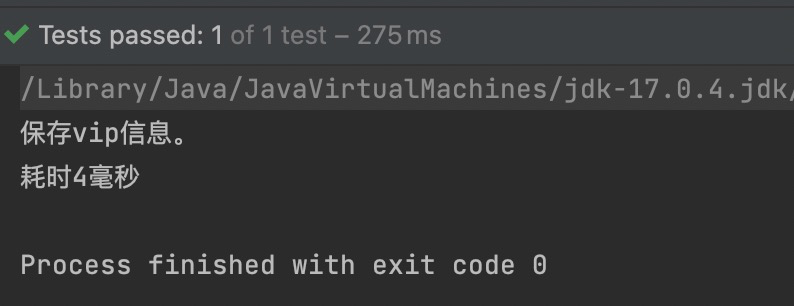 Tests passed: 1 of 1 test – 275 ms
/Library/Java/JavaVirtualMachines/jdk-17.0.4.jdk/
保存vip信息。
耗时4毫秒
Process finished with exit code 0